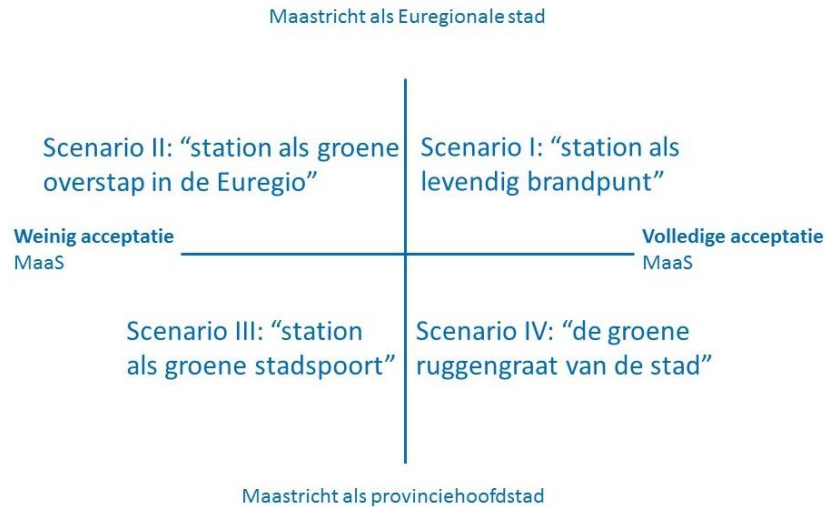 Maastricht als Euregionale stad
Scenario II: “station als groene
overstap in de Euregio”
Scenario I: “station als
levendig brandpunt”
Weinig acceptatie
MaaS
Volledige acceptatie
MaaS
Scenario III: “station
als groene stadspoort”
Scenario IV: “de groene
ruggengraat van de stad”
Maastricht als provinciehoofdstad